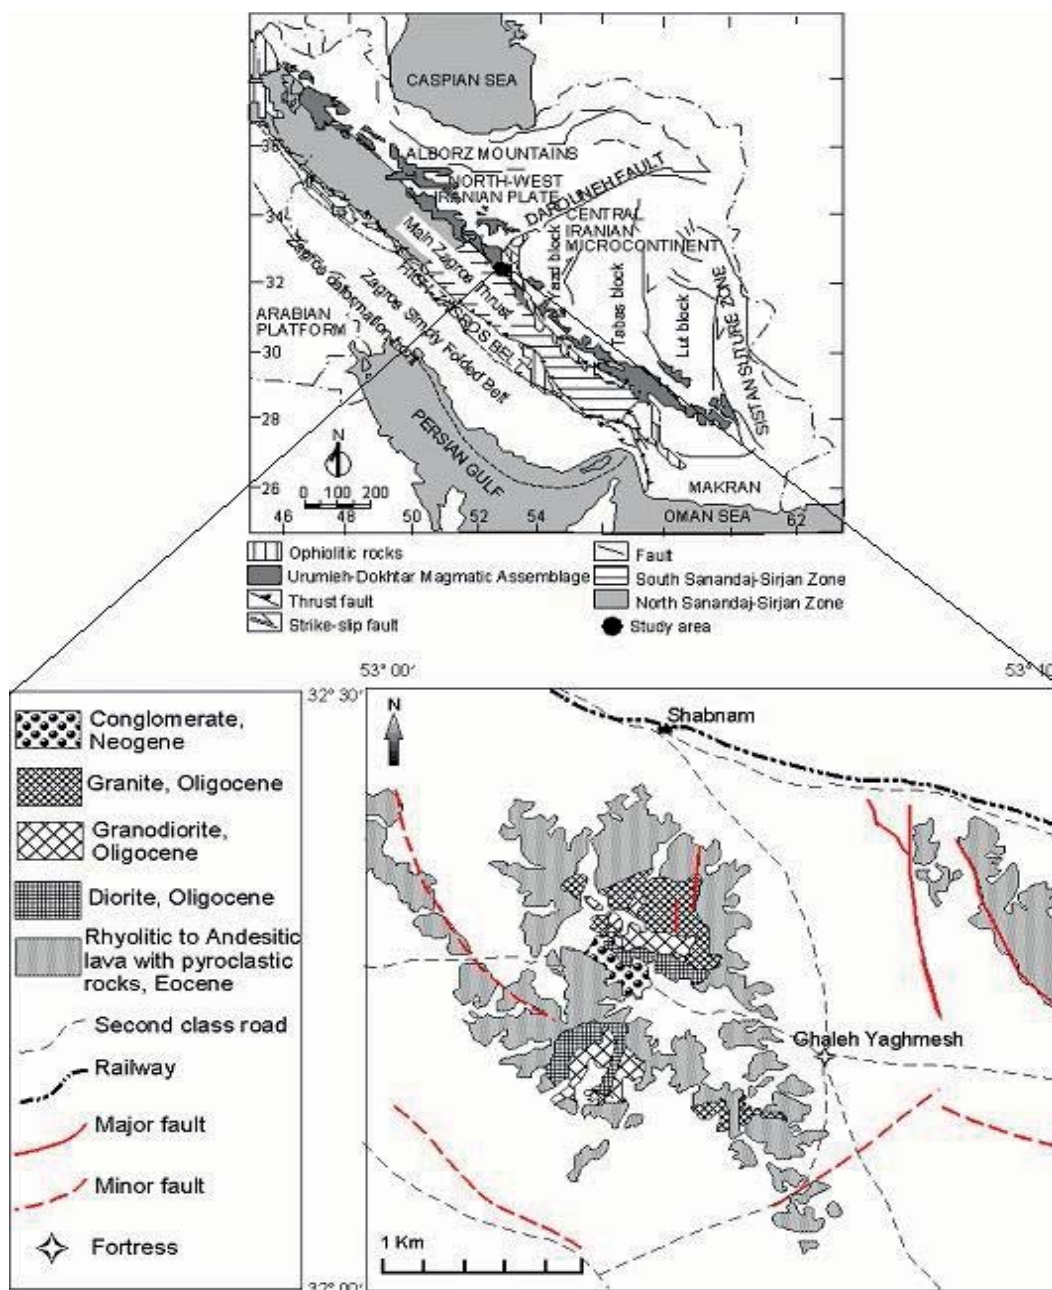 CASPIAN SEA
36
ALBORZ MOUNTAINS
NORTH-WEST
IRANIAN PLATE
DAROUNEH FAULT
34
CENTRAL
IRANIAN
MICROCONTINENT
Main Zagros Thrust
block
Tabas block
Lut block
SISTAN SUTURE ZONE
32
Zagros deformation front
Zagros Simply Folded Belt
ARABIAN
PLATFORM
30
28
PERSIAN GULF
N
MAKRAN
26
0 100 200
OMAN SEA
46 48 50 52 54 62
Ophiolitic rocks
Fault
Urumieh-Dokhtar Magmatic Assemblage
South Sanandaj-Sirjan Zone
Thrust fault
North Sanandaj-Sirjan Zone
Strike-slip fault
Study area
53° 00′
53° 10
32° 30′
N
Shabnam
Conglomerate,
Neogene
Granite, Oligocene
Granodiorite,
Oligocene
Diorite, Oligocene
Rhyolitic to Andesitic
lava with pyroclastic
rocks, Eocene
Second class road
Railway
Major fault
Minor fault
Fortress
Ghaleh Yaghmesh
1 Km